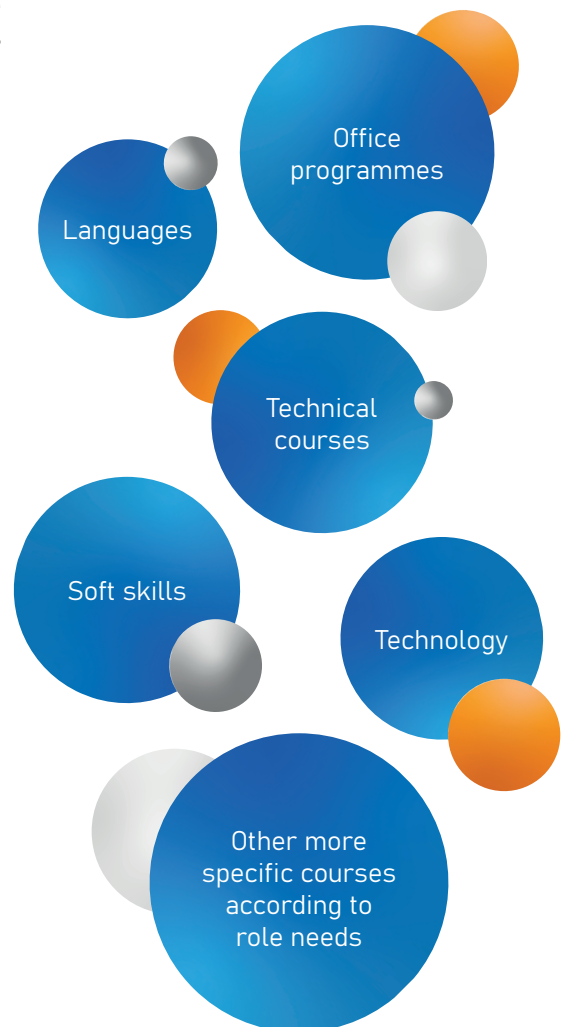 Office
programmes
Languages
Technical
courses
Soft skills
Technology
Other more
specific courses
according to
role needs